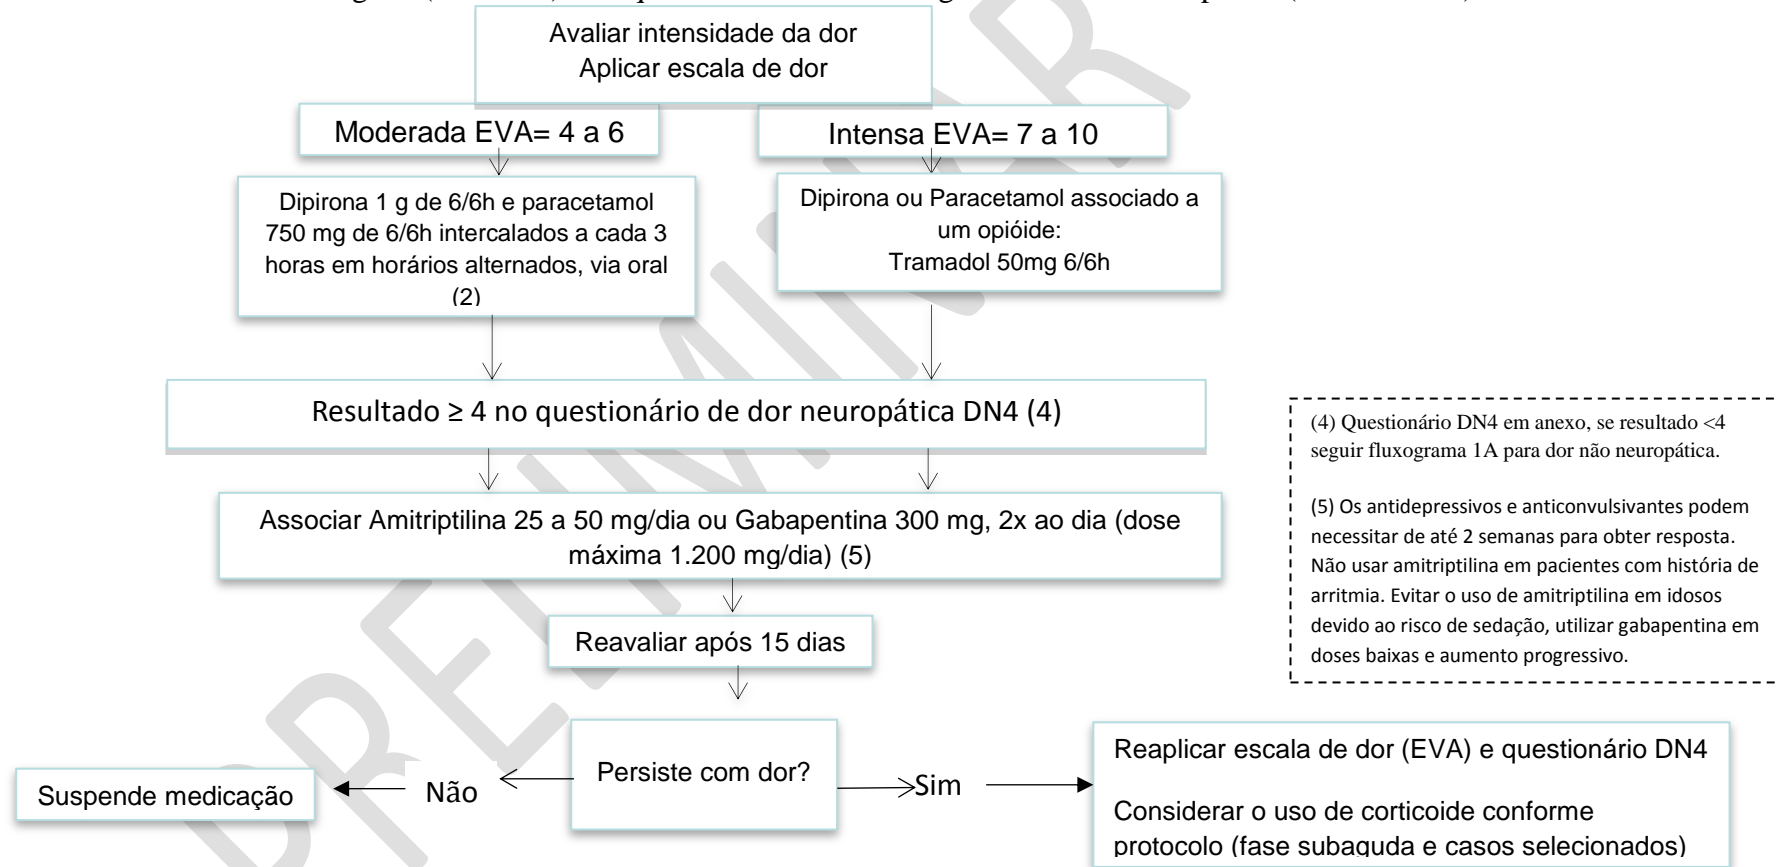 Avaliar intensidade da dor
Aplicar escala de dor
Moderada EVA= 4 a 6
Intensa EVA= 7 a 10
Dipirona 1 g de 6/6h e paracetamol
750 mg de 6/6h intercalados a cada 3
horas em horários alternados, via oral
(2)
Dipirona ou Paracetamol associado a
um opióide:
Tramadol 50mg 6/6h
Resultado ≥ 4 no questionário de dor neuropática DN4 (4)
Associar Amitriptilina 25 a 50 mg/dia ou Gabapentina 300 mg, 2x ao dia (dose
máxima 1.200 mg/dia) (5)
Reavaliar após 15 dias
Persiste com dor?
Não
Suspende medicação
Sim
Reaplicar escala de dor (EVA) e questionário DN4
Considerar o uso de corticoide conforme
protocolo (fase subaguda e casos selecionados)
(4) Questionário DN4 em anexo, se resultado <4
seguir fluxograma 1A para dor não neuropática.
(5) Os antidepressivos e anticonvulsivantes podem
necessitar de até 2 semanas para obter resposta.
Não usar amitriptilina em pacientes com história de
arritmia. Evitar o uso de amitriptilina em idosos
devido ao risco de sedação, utilizar gabapentina em
doses baixas e aumento progressivo.